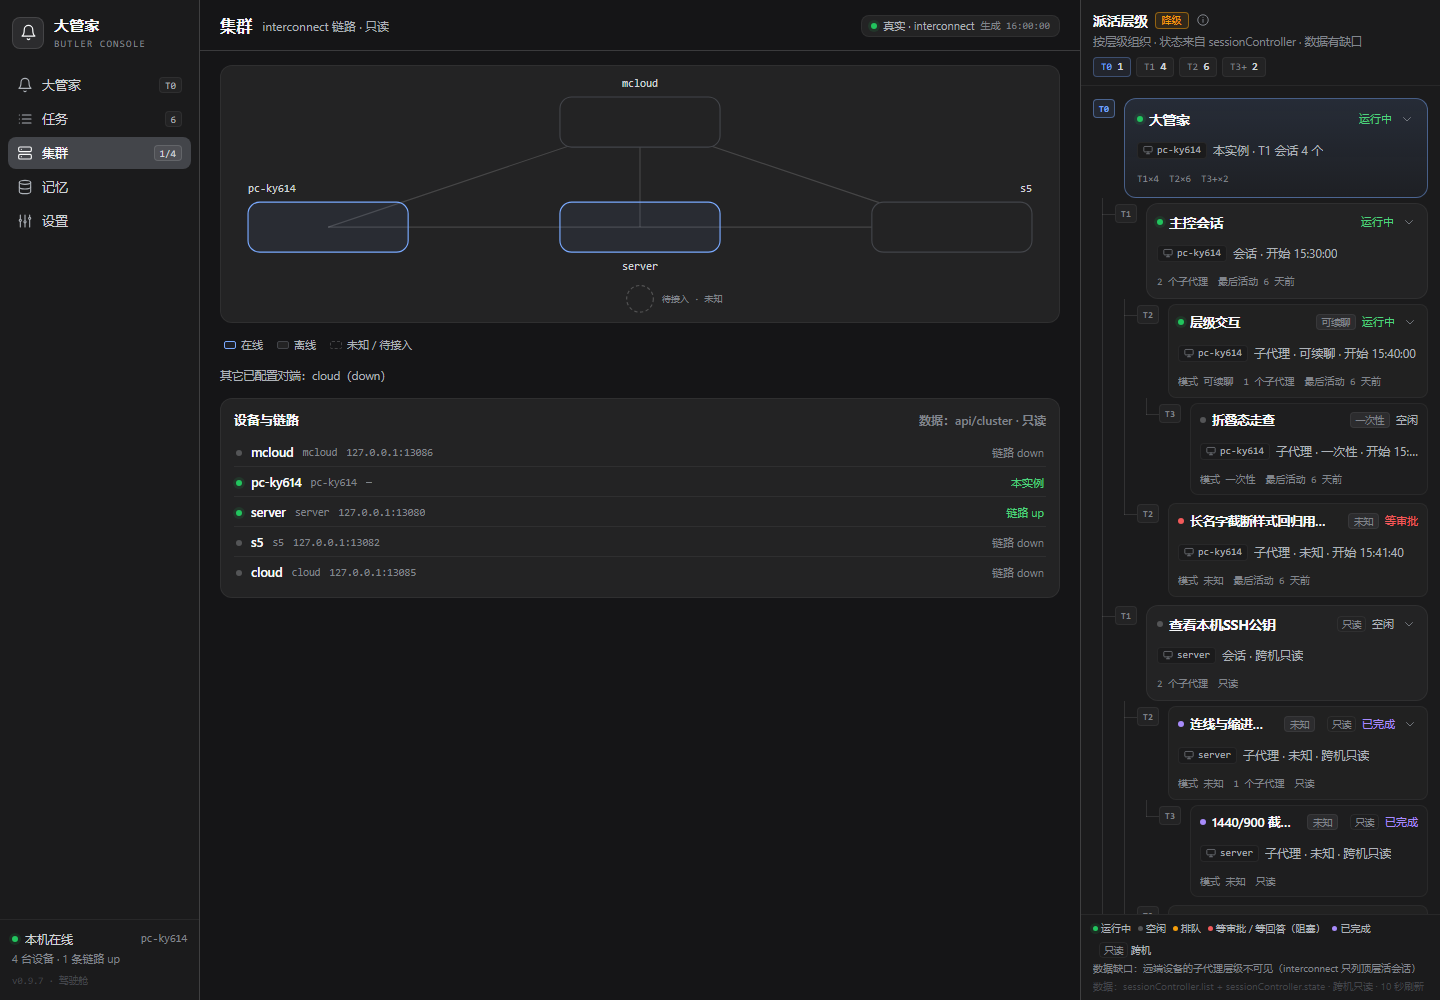 大管家
BUTLER CONSOLE
大管家 T0
任务 6
集群 1/4
记忆
设置
本机在线 pc-ky614
4 台设备 · 1 条链路 up
v0.9.7 · 驾驶舱
集群 interconnect 链路 · 只读
真实 · interconnect 生成 16:00:00
mcloud
pc-ky614
s5
server
待接入 · 未知
在线 离线 未知 / 待接入
其它已配置对端: cloud (down)
设备与链路 数据: api/cluster · 只读
mcloud mcloud 127.0.0.1:13086 链路 down
pc-ky614 pc-ky614 — 本实例
server server 127.0.0.1:13080 链路 up
s5 s5 127.0.0.1:13082 链路 down
cloud cloud 127.0.0.1:13085 链路 down
派活层级 降级
按层级组织 · 状态来自 sessionController · 数据有缺口
T0 1 T1 4 T2 6 T3+ 2
T0
大管家 运行中
pc-ky614 本实例 · T1 会话 4 个
T1×4 T2×6 T3+×2
T1
主控会话 运行中
pc-ky614 会话 · 开始 15:30:00
2 个子代理 最后活动 6 天前
T2
层级交互 可续聊 运行中
pc-ky614 子代理 · 可续聊 · 开始 15:40:00
模式 可续聊 1 个子代理 最后活动 6 天前
T3
折叠态走查 一次性 空闲
pc-ky614 子代理 · 一次性 · 开始 15:...
模式 一次性 最后活动 6 天前
T2
长名字截断样式回归用... 未知 等审批
pc-ky614 子代理 · 未知 · 开始 15:41:40
模式 未知 最后活动 6 天前
T1
查看本机SSH公钥 只读 空闲
server 会话 · 跨机只读
2 个子代理 只读
T2
连线与缩进... 未知 只读 已完成
server 子代理 · 未知 · 跨机只读
模式 未知 1 个子代理 只读
T3
1440/900 截... 未知 只读 已完成
server 子代理 · 未知 · 跨机只读
模式 未知 只读
运行中 空闲 排队 等审批 / 等回答（阻塞） 已完成
只读 跨机
数据缺口: 远端设备的子代理层级不可见（interconnect 只列顶层活会话）
数据: sessionController.list + sessionController.state · 跨机只读 · 10 秒刷新